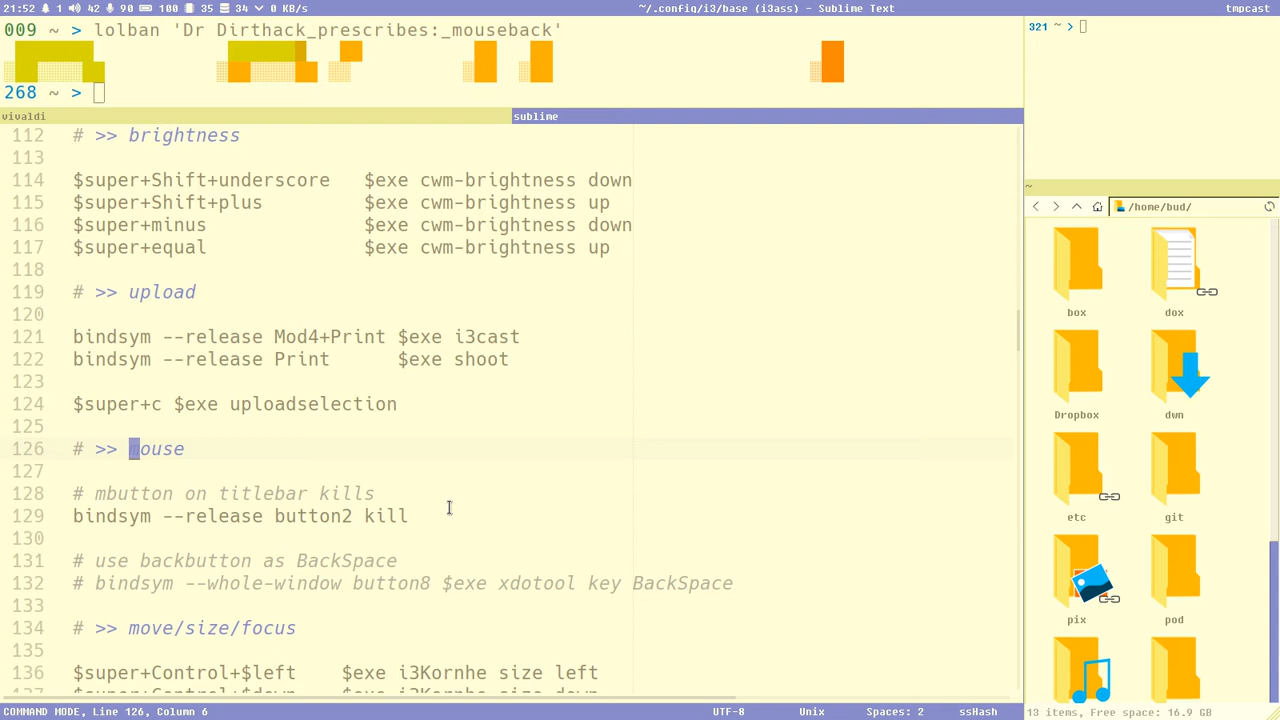 21:52 1 42 90 100 35 34 0 KB/s ~/.config/i3/base (i3ass) - Sublime Text tmpcast
009 ~ > lolban 'Dr Dirthack_prescribes:_mouseback'
268 ~ >
321 ~ >
vivaldi sublime
112 # >> brightness
113
114 $super+Shift+underscore $exe cwm-brightness down
115 $super+Shift+plus $exe cwm-brightness up
116 $super+minus $exe cwm-brightness down
117 $super+equal $exe cwm-brightness up
118
119 # >> upload
120
121 bindsym --release Mod4+Print $exe i3cast
122 bindsym --release Print $exe shoot
123
124 $super+c $exe uploadselection
125
126 # >> mouse
127
128 # mbutton on titlebar kills
129 bindsym --release button2 kill
130
131 # use backbutton as BackSpace
132 # bindsym --whole-window button8 $exe xdotool key BackSpace
133
134 # >> move/size/focus
135
136 $super+Control+$left $exe i3Kornhe size left
137 $super+Control+$down $exe i3Kornhe size down
COMMAND MODE, Line 126, Column 6 UTF-8 Unix Spaces: 2 ssHash
~
/home/bud/
box dox
Dropbox dwn
etc git
pix pod
13 items, Free space: 16.9 GB